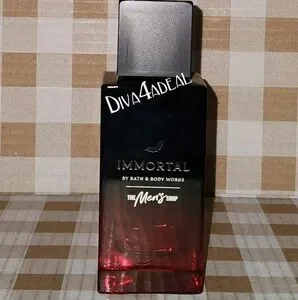 DIVA4ADEAL
IMMORTAL
BY BATH & BODY WORKS
THE Men's SHOP